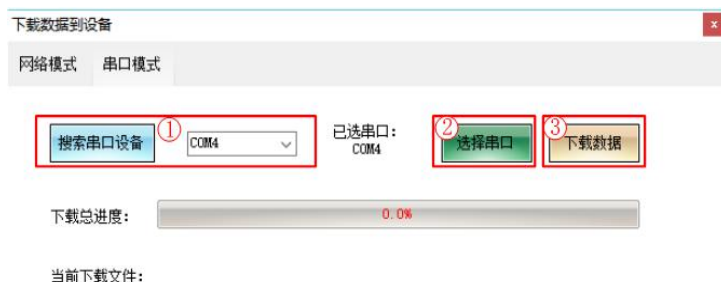 下载数据到设备
x
网络模式 串口模式
搜索串口设备 ① COM4 已选串口: COM4 ② 选择串口 ③ 下载数据
下载总进度: 0.0%
当前下载文件: